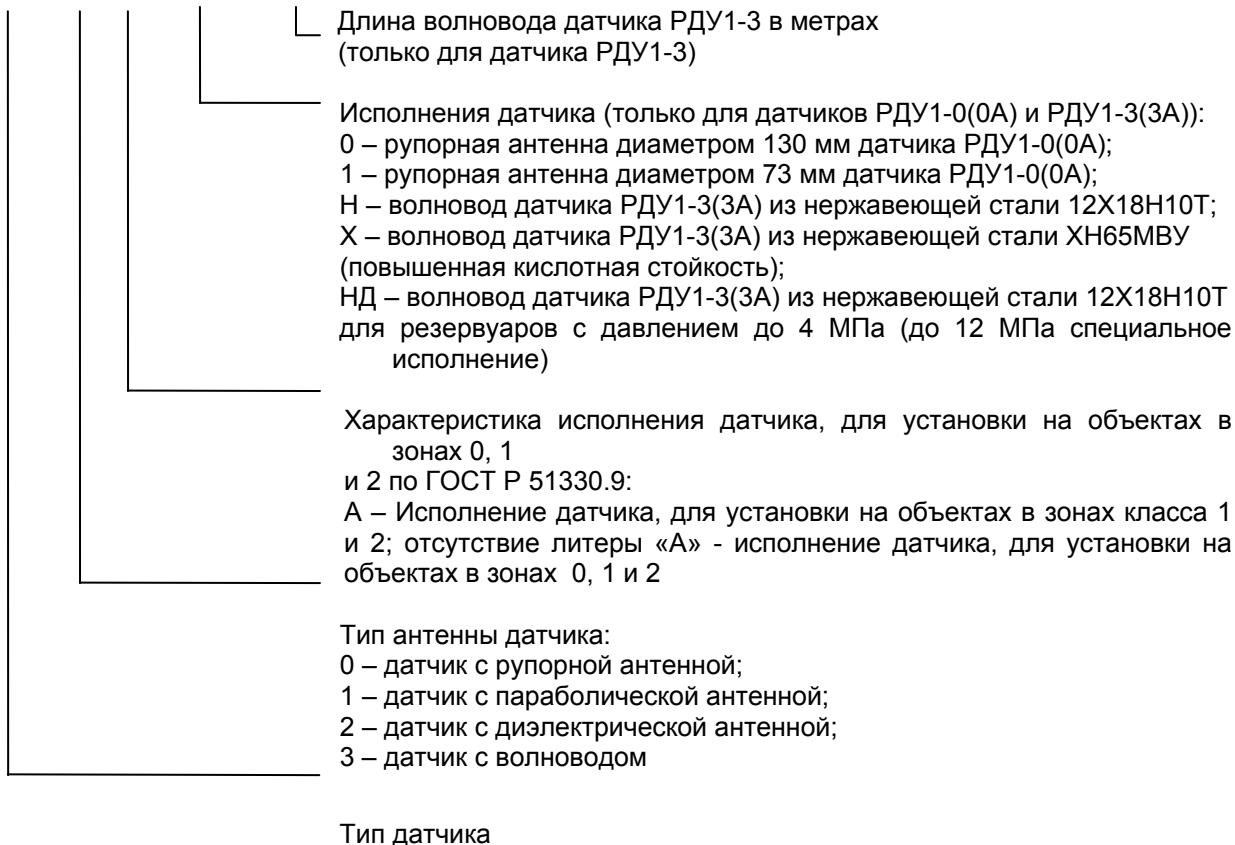 Длина волновода датчика РДУ1-3 в метрах
(только для датчика РДУ1-3)
Исполнения датчика (только для датчиков РДУ1-0(0А) и РДУ1-3(3А)):
0 – рупорная антенна диаметром 130 мм датчика РДУ1-0(0А);
1 – рупорная антенна диаметром 73 мм датчика РДУ1-0(0А);
Н – волновод датчика РДУ1-3(3А) из нержавеющей стали 12Х18Н10Т;
Х – волновод датчика РДУ1-3(3А) из нержавеющей стали ХН65МВУ
(повышенная кислотная стойкость);
НД – волновод датчика РДУ1-3(3А) из нержавеющей стали 12Х18Н10Т
для резервуаров с давлением до 4 МПа (до 12 МПа специальное
исполнение)
Характеристика исполнения датчика, для установки на объектах в
зонах 0, 1
и 2 по ГОСТ Р 51330.9:
А – Исполнение датчика, для установки на объектах в зонах класса 1
и 2; отсутствие литеры «А» - исполнение датчика, для установки на
объектах в зонах 0, 1 и 2
Тип антенны датчика:
0 – датчик с рупорной антенной;
1 – датчик с параболической антенной;
2 – датчик с диэлектрической антенной;
3 – датчик с волноводом
Тип датчика